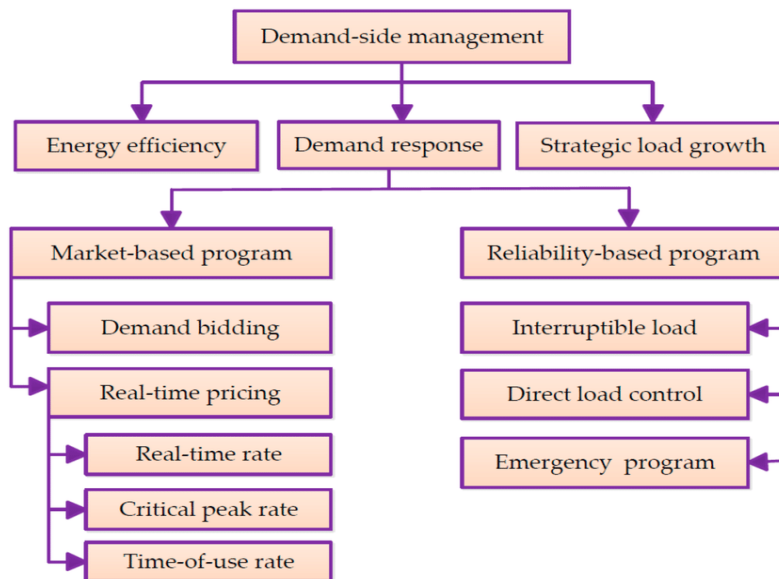 Demand-side management
Energy efficiency
Demand response
Strategic load growth
Market-based program
Reliability-based program
Demand bidding
Interruptible load
Real-time pricing
Direct load control
Real-time rate
Emergency program
Critical peak rate
Time-of-use rate